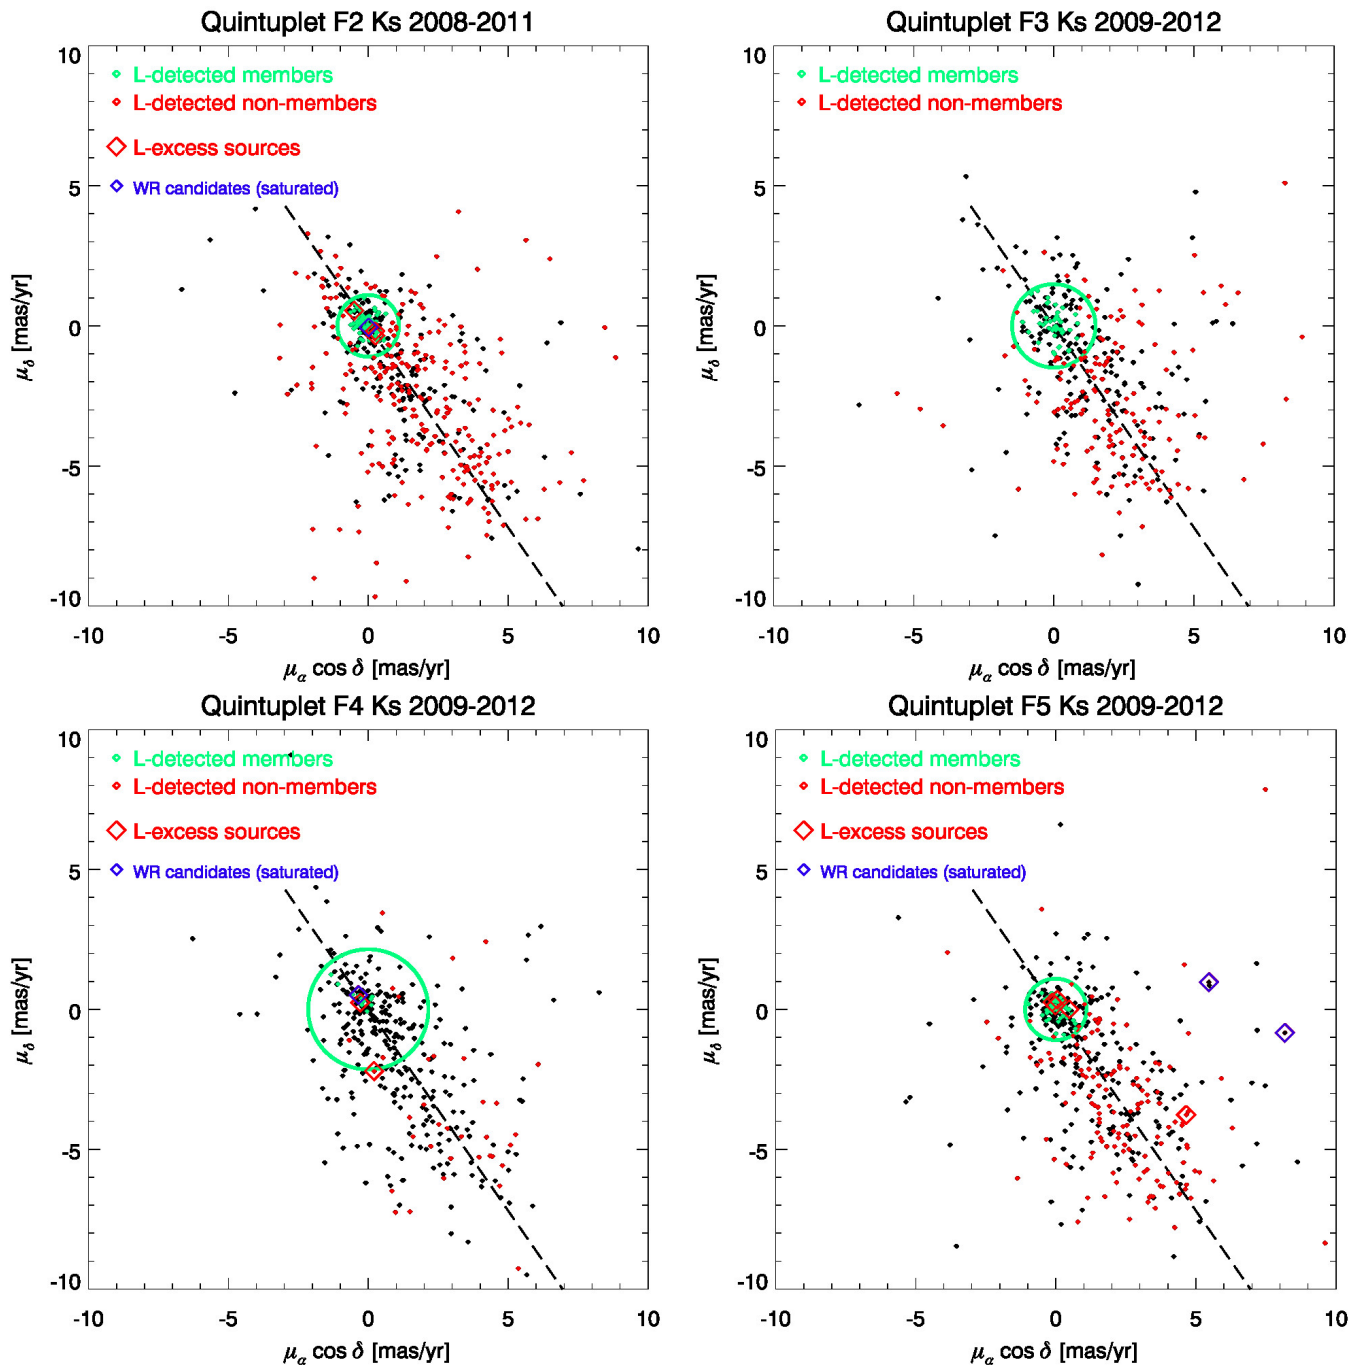 Quintuplet F2 Ks 2008-2011
10
5
0
-5
-10
-10 -5 0 5 10
μδ [mas/yr]
μα cos δ [mas/yr]
L-detected members
L-detected non-members
L-excess sources
WR candidates (saturated)
Quintuplet F3 Ks 2009-2012
10
5
0
-5
-10
-10 -5 0 5 10
μδ [mas/yr]
μα cos δ [mas/yr]
L-detected members
L-detected non-members
Quintuplet F4 Ks 2009-2012
10
5
0
-5
-10
-10 -5 0 5 10
μδ [mas/yr]
μα cos δ [mas/yr]
L-detected members
L-detected non-members
L-excess sources
WR candidates (saturated)
Quintuplet F5 Ks 2009-2012
10
5
0
-5
-10
-10 -5 0 5 10
μδ [mas/yr]
μα cos δ [mas/yr]
L-detected members
L-detected non-members
L-excess sources
WR candidates (saturated)